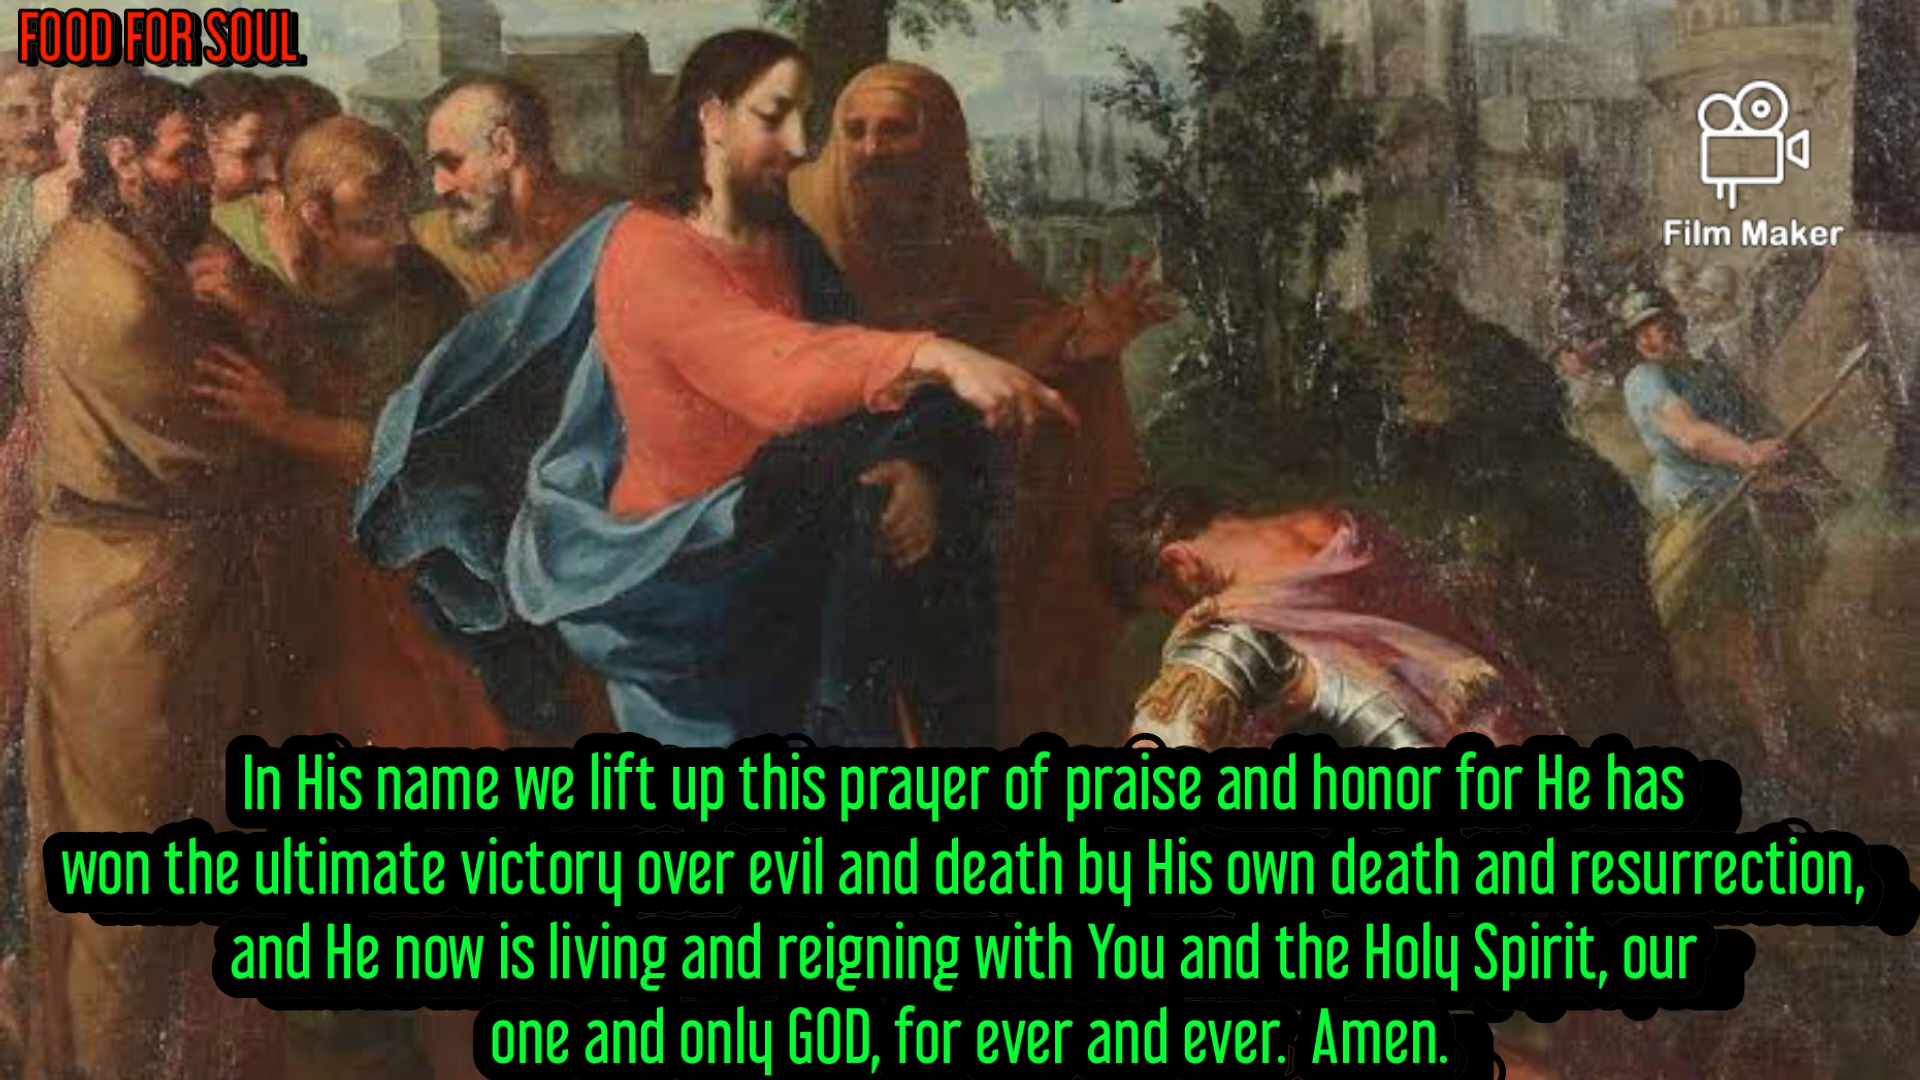 FOOD FOR SOUL
Film Maker
In His name we lift up this prayer of praise and honor for He has
won the ultimate victory over evil and death by His own death and resurrection,
and He now is living and reigning with You and the Holy Spirit, our
one and only GOD, for ever and ever. Amen.